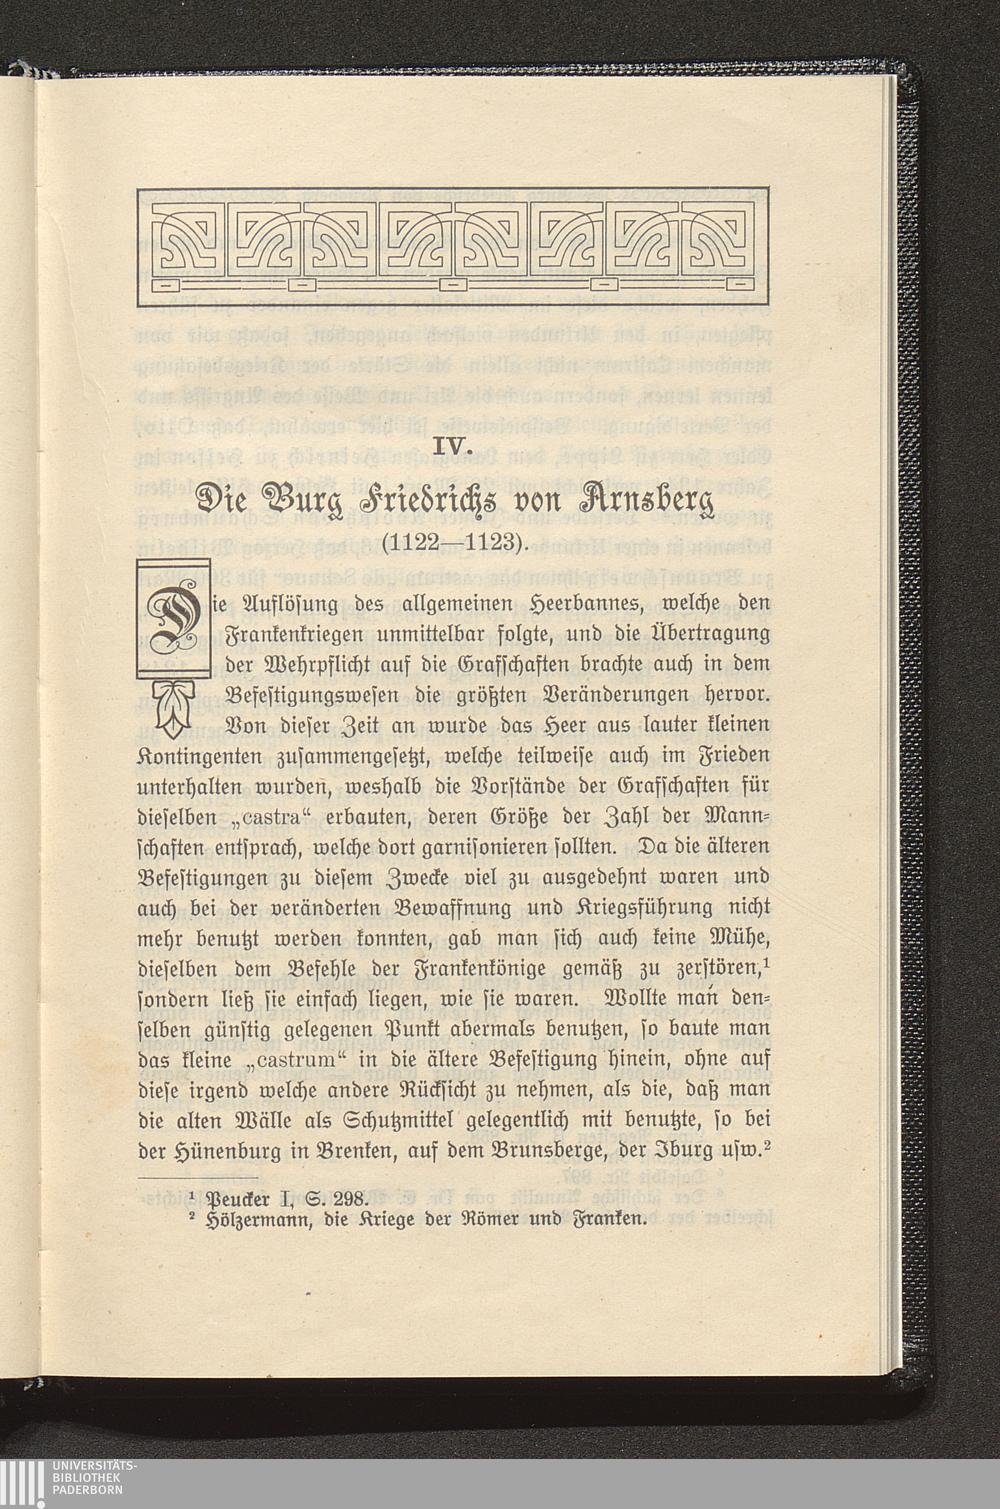 IV.
Die Burg Friedrichs von Arnsberg
(1122—1123).
Die Auflösung des allgemeinen Heerbannes, welche den
Frankenkriegen unmittelbar folgte, und die Übertragung
der Wehrpflicht auf die Grafschaften brachte auch in dem
Befestigungswesen die größten Veränderungen hervor.
Von dieser Zeit an wurde das Heer aus lauter kleinen
Kontingenten zusammengesetzt, welche teilweise auch im Frieden
unterhalten wurden, weshalb die Vorstände der Grafschaften für
dieselben „castra“ erbauten, deren Größe der Zahl der Mann-
schaften entsprach, welche dort garnisonieren sollten. Da die älteren
Befestigungen zu diesem Zwecke viel zu ausgedehnt waren und
auch bei der veränderten Bewaffnung und Kriegsführung nicht
mehr benutzt werden konnten, gab man sich auch keine Mühe,
dieselben dem Befehle der Frankenkönige gemäß zu zerstören,¹
sondern ließ sie einfach liegen, wie sie waren. Wollte man den-
selben günstig gelegenen Punkt abermals benutzen, so baute man
das kleine „castrum“ in die ältere Befestigung hinein, ohne auf
diese irgend welche andere Rücksicht zu nehmen, als die, daß man
die alten Wälle als Schutzmittel gelegentlich mit benutzte, so bei
der Hünenburg in Brenken, auf dem Brunsberge, der Iburg usw.²
¹ Peucker I, S. 298.
² Hölzermann, die Kriege der Römer und Franken.
UNIVERSITÄTS-
BIBLIOTHEK
PADERBORN